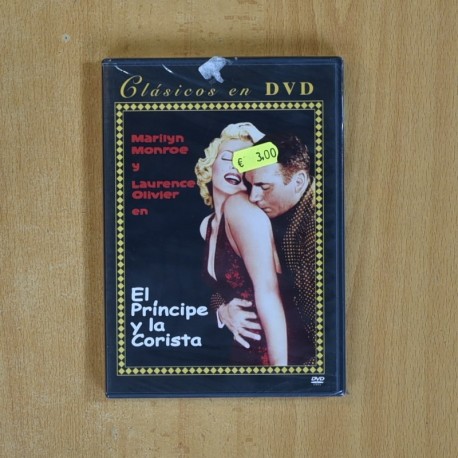 Clásicos en DVD
Marilyn
Monroe
y
Laurence
Olivier
en
€ 3.00
El
Príncipe
y la
Corista
DVD